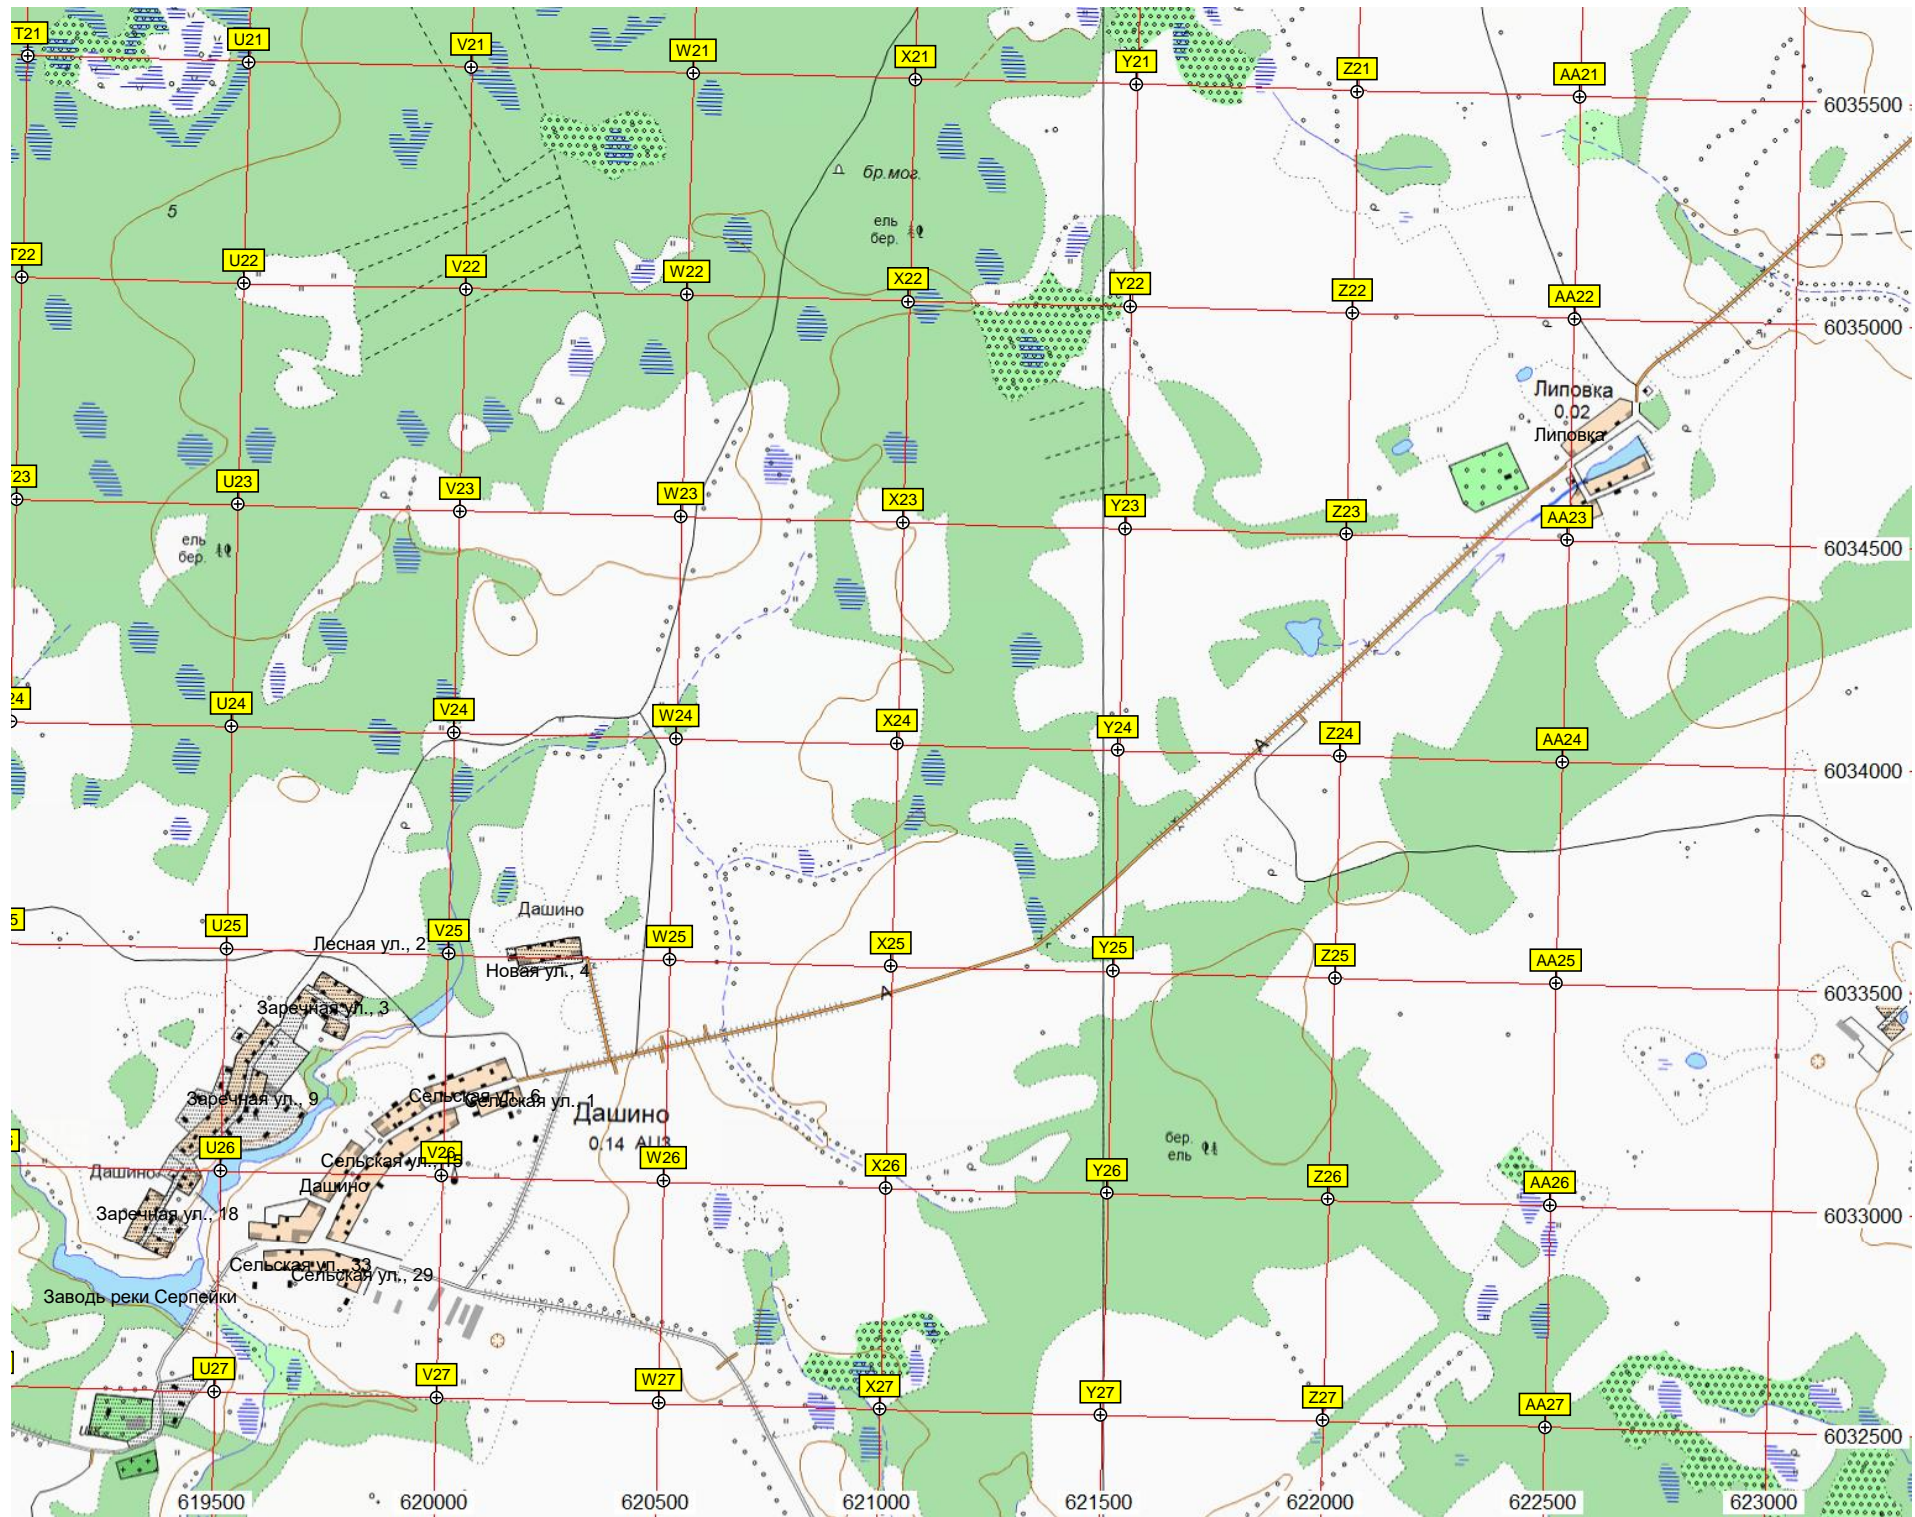 T21
U21
V21
W21
X21
Y21
Z21
AA21
6035500
бр.мог.
5
ель
бер.
T22
U22
V22
W22
X22
Y22
Z22
AA22
6035000
Липовка
0.02
Липовка
23
U23
V23
W23
X23
Y23
Z23
AA23
6034500
ель
бер.
24
U24
V24
W24
X24
Y24
Z24
AA24
А
6034000
Дашино
5
U25
Лесная ул., 2
V25
W25
X25
Y25
Z25
AA25
Новая ул., 4
А
6033500
Заречная ул., 3
Заречная ул., 9
Сельская ул., 6
Сельская ул., 1
Дашино
0.14
бер.
ель
U26
V26
W26
X26
Y26
Z26
AA26
Сельская ул., 15
Дашино
Дашино
Заречная ул., 18
6033000
Сельская ул., 33
Сельская ул., 29
Заводь реки Серпейки
U27
V27
W27
X27
Y27
Z27
AA27
6032500
619500
620000
620500
621000
621500
622000
622500
623000